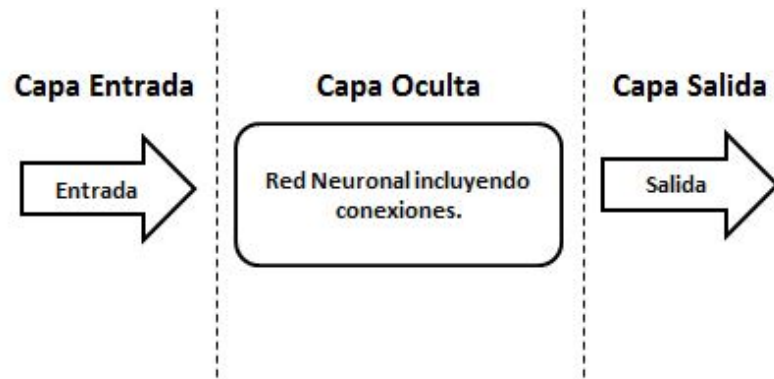 Capa Entrada
Capa Oculta
Capa Salida
Entrada
Red Neuronal incluyendo
conexiones.
Salida